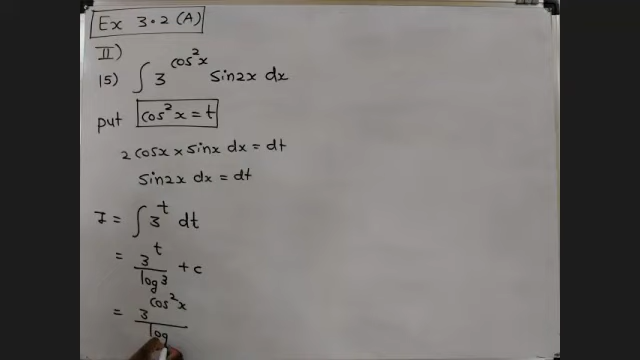 Ex 3.2 (A)
II)
15) ∫ 3^cos²x sin2x dx
put cos²x = t
2 cosx × sinx dx = dt
sin2x dx = dt
I = ∫ 3^t dt
= 3^t / log3 + c
= 3^cos²x / log